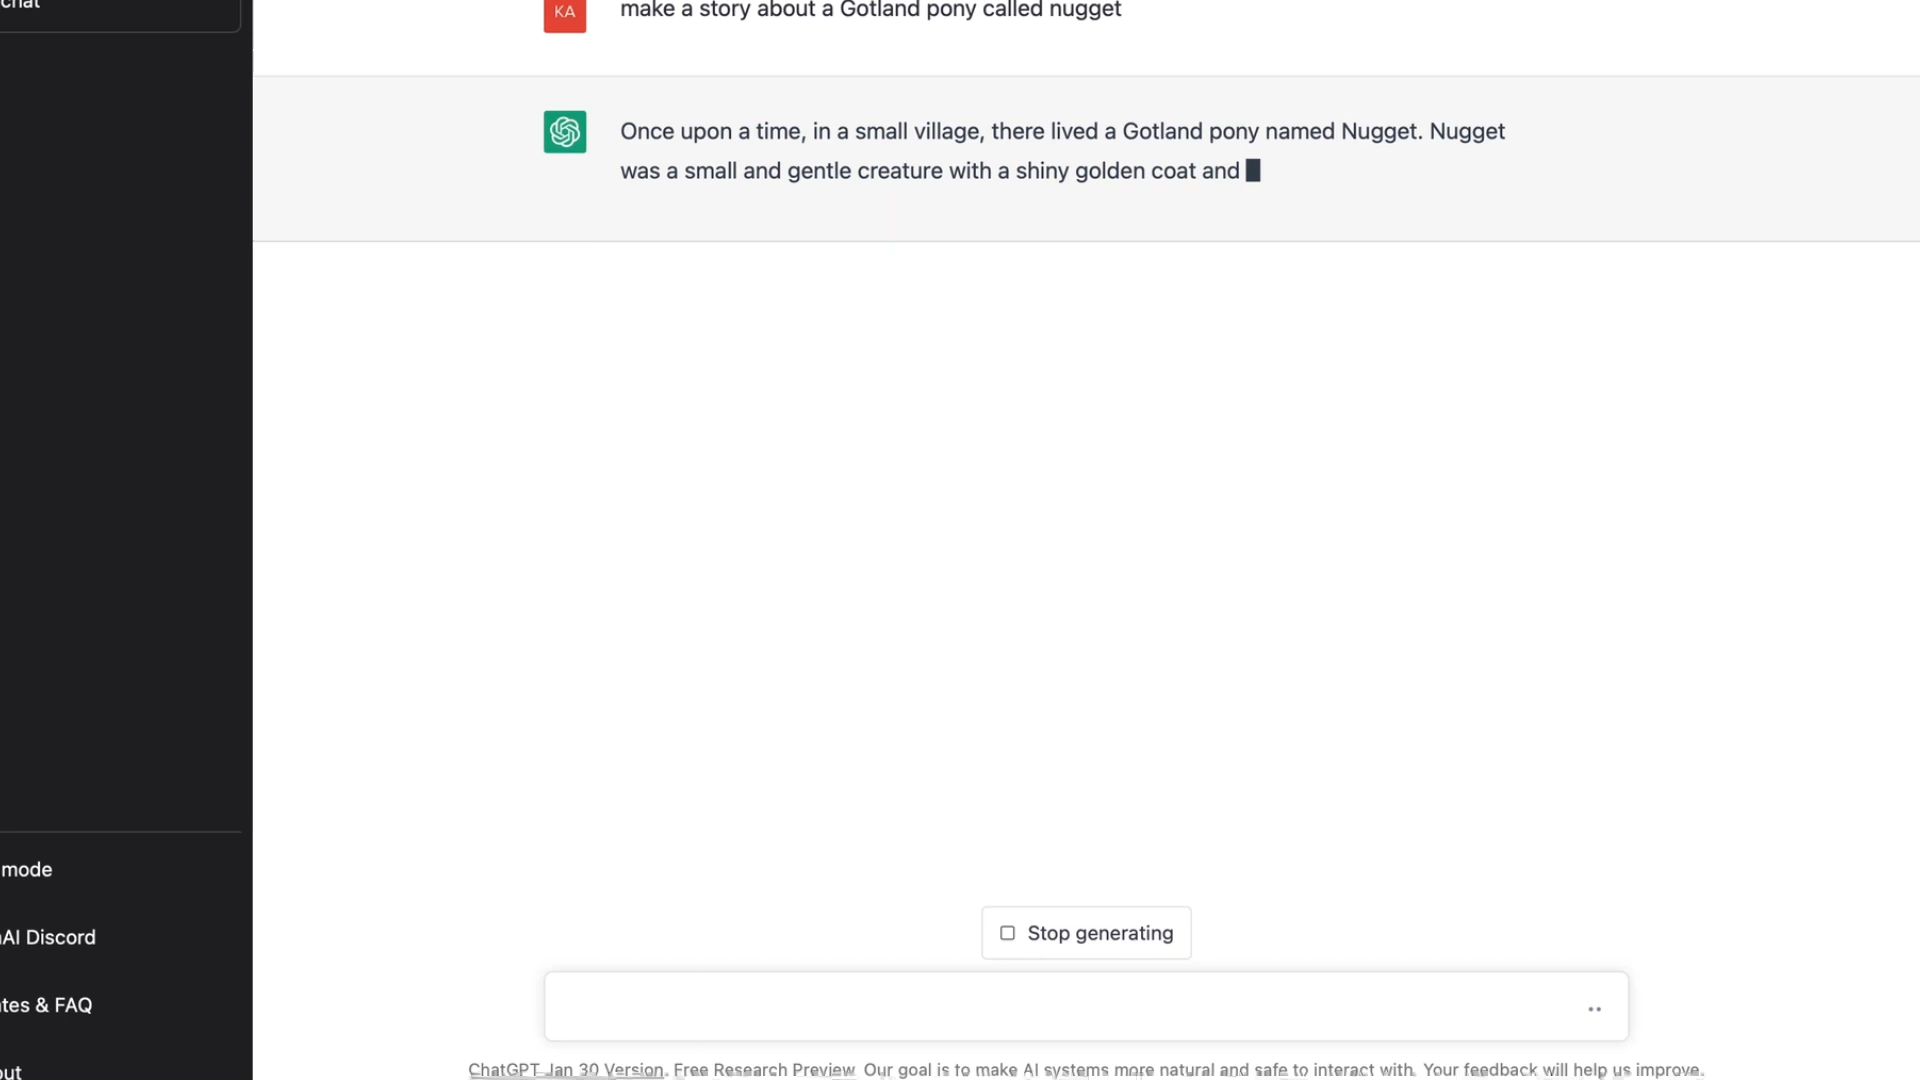 chat
KA
make a story about a Gotland pony called nugget
Once upon a time, in a small village, there lived a Gotland pony named Nugget. Nugget
was a small and gentle creature with a shiny golden coat and
mode
AI Discord
tes & FAQ
out
Stop generating
ChatGPT Jan 30 Version. Free Research Preview. Our goal is to make AI systems more natural and safe to interact with. Your feedback will help us improve.